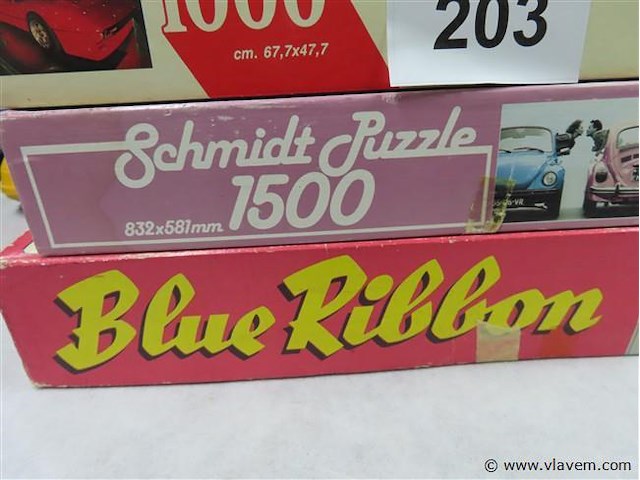 1000
203
cm. 67,7x47,7
Schmidt Puzzle
1500
832x581mm
Blue Ribbon
© www.vlavem.com